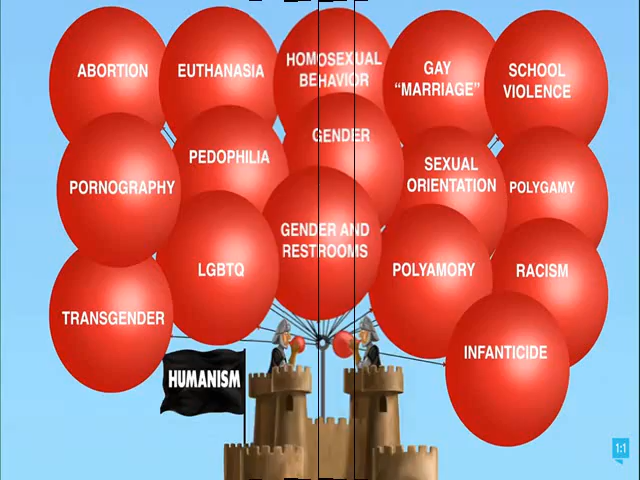 ABORTION
EUTHANASIA
HOMOSEXUAL
BEHAVIOR
GAY
“MARRIAGE”
SCHOOL
VIOLENCE
PORNOGRAPHY
PEDOPHILIA
GENDER
SEXUAL
ORIENTATION
POLYGAMY
TRANSGENDER
LGBTQ
GENDER AND
RESTROOMS
POLYAMORY
RACISM
INFANTICIDE
HUMANISM
1:1